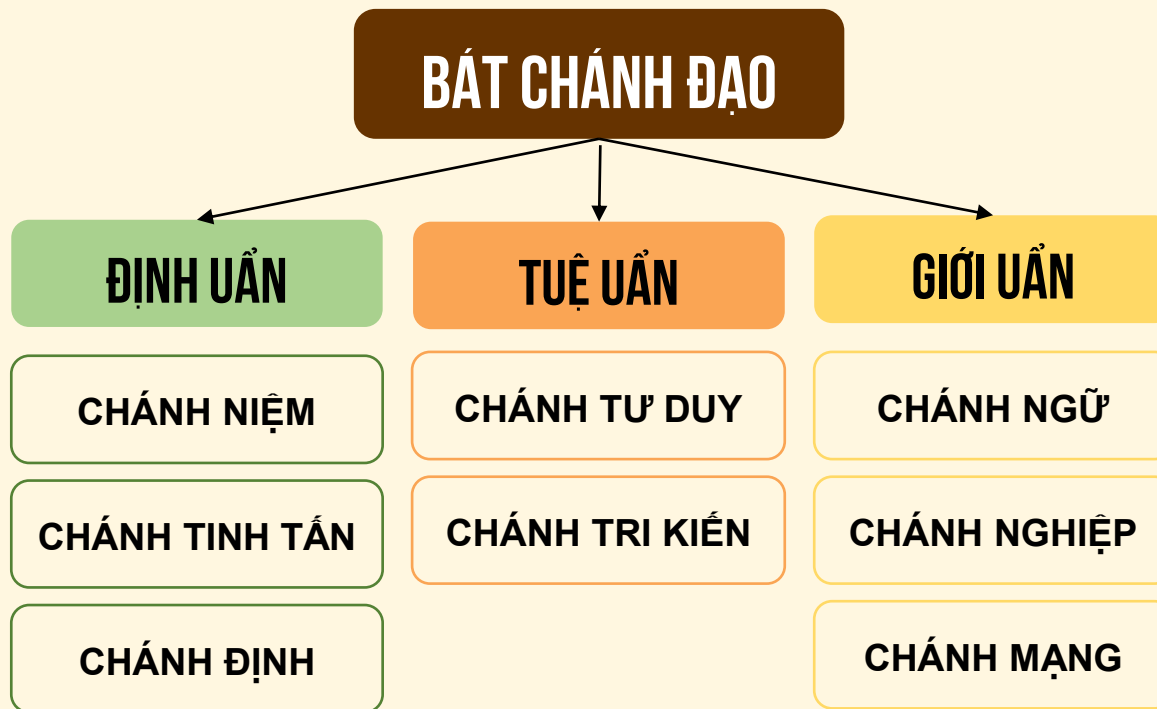 BÁT CHÁNH ĐẠO
ĐỊNH UẨN
CHÁNH NIỆM
CHÁNH TINH TẤN
CHÁNH ĐỊNH
TUỆ UẨN
CHÁNH TƯ DUY
CHÁNH TRI KIẾN
GIỚI UẨN
CHÁNH NGỮ
CHÁNH NGHIỆP
CHÁNH MẠNG